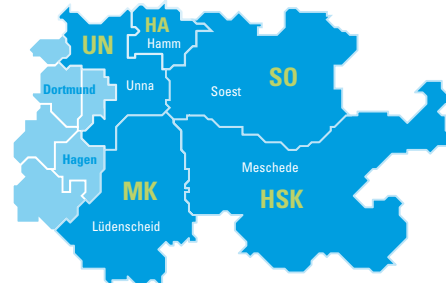 HA
UN
Hamm
SO
Dortmund
Unna
Soest
Hagen
Meschede
MK
HSK
Lüdenscheid